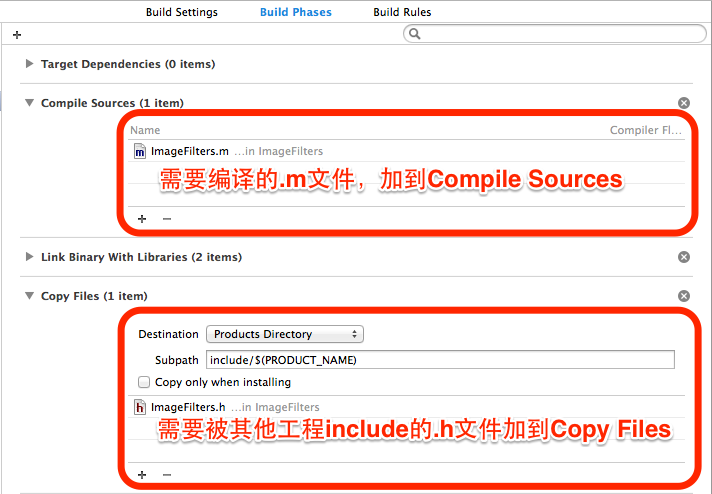 Build Settings Build Phases Build Rules
Target Dependencies (0 items)
Compile Sources (1 item)
Name Compiler Fl...
ImageFilters.m ...in ImageFilters
需要编译的.m文件，加到Compile Sources
Link Binary With Libraries (2 items)
Copy Files (1 item)
Destination Products Directory
Subpath include/$(PRODUCT_NAME)
Copy only when installing
ImageFilters.h ...in ImageFilters
需要被其他工程include的.h文件加到Copy Files